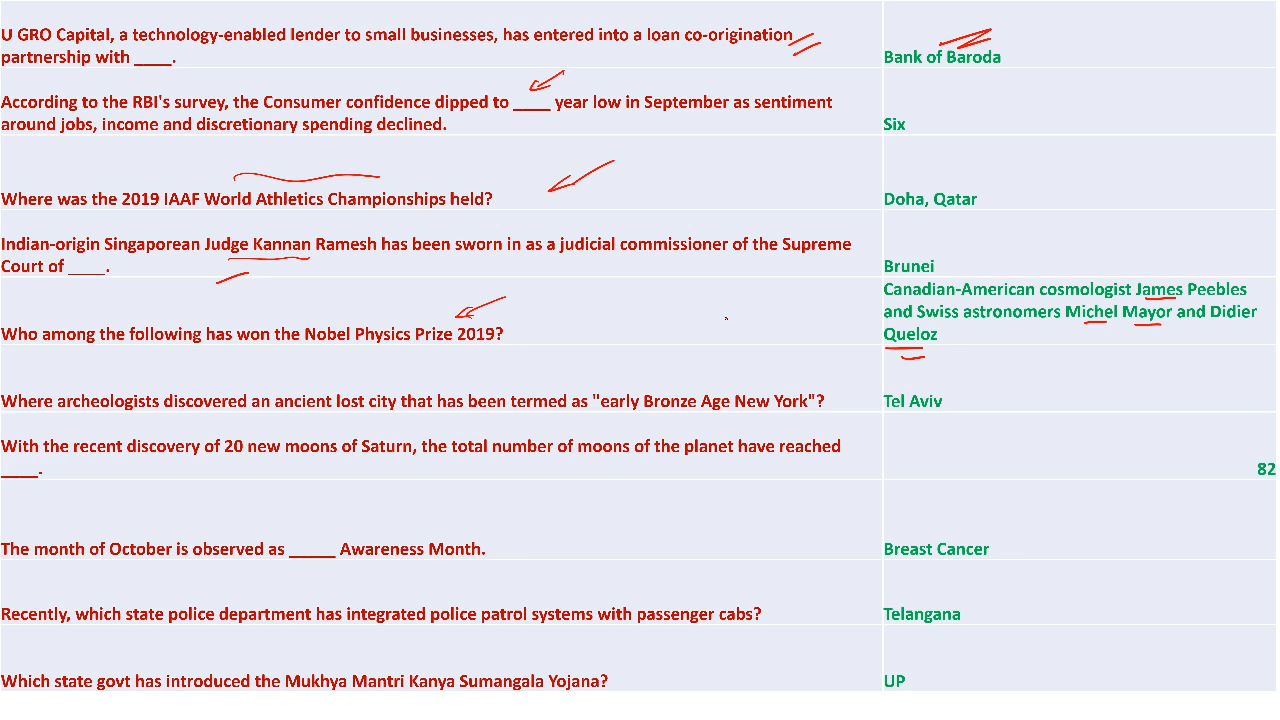 U GRO Capital, a technology-enabled lender to small businesses, has entered into a loan co-origination
partnership with ____.
Bank of Baroda
According to the RBI's survey, the Consumer confidence dipped to ____ year low in September as sentiment
around jobs, income and discretionary spending declined.
Six
Where was the 2019 IAAF World Athletics Championships held?
Doha, Qatar
Indian-origin Singaporean Judge Kannan Ramesh has been sworn in as a judicial commissioner of the Supreme
Court of ____.
Brunei
Who among the following has won the Nobel Physics Prize 2019?
Canadian-American cosmologist James Peebles
and Swiss astronomers Michel Mayor and Didier
Queloz
Where archeologists discovered an ancient lost city that has been termed as "early Bronze Age New York"?
Tel Aviv
With the recent discovery of 20 new moons of Saturn, the total number of moons of the planet have reached
____.
82
The month of October is observed as _____ Awareness Month.
Breast Cancer
Recently, which state police department has integrated police patrol systems with passenger cabs?
Telangana
Which state govt has introduced the Mukhya Mantri Kanya Sumangala Yojana?
UP